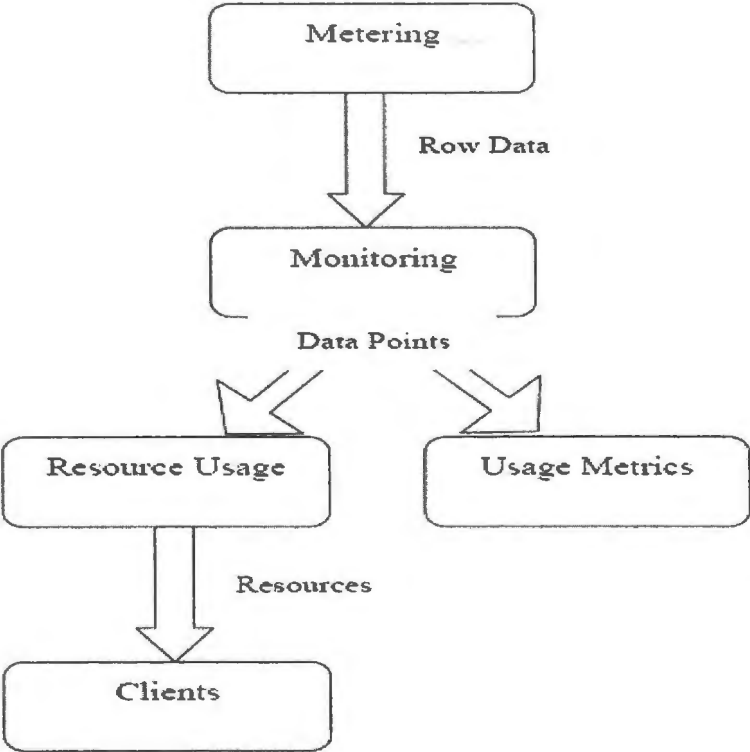 Metering
Row Data
Monitoring
Data Points
Resource Usage
Usage Metrics
Resources
Clients